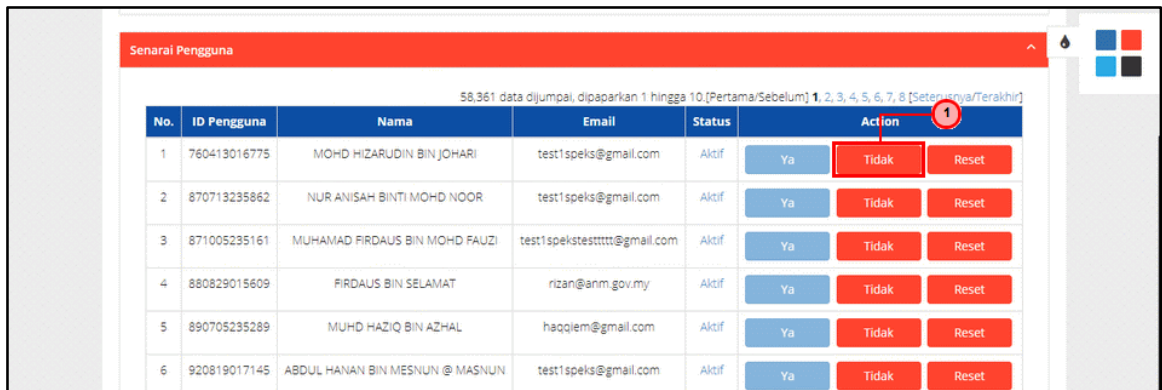 Senarai Pengguna
58,361 data dijumpai, dipaparkan 1 hingga 10.[Pertama/Sebelum] 1, 2, 3, 4, 5, 6, 7, 8 [Seterusnya/Terakhir]
No. ID Pengguna Nama Email Status Action 1
1 760413016775 MOHD HIZARUDIN BIN JOHARI test1speks@gmail.com Aktif Ya Tidak Reset
2 870713235862 NUR ANISAH BINTI MOHD NOOR test1speks@gmail.com Aktif Ya Tidak Reset
3 871005235161 MUHAMAD FIRDAUS BIN MOHD FAUZI test1spekstesttttt@gmail.com Aktif Ya Tidak Reset
4 880829015609 FIRDAUS BIN SELAMAT rizan@anm.gov.my Aktif Ya Tidak Reset
5 890705235289 MUHD HAZIQ BIN AZHAL haqqiem@gmail.com Aktif Ya Tidak Reset
6 920819017145 ABDUL HANAN BIN MESNUN @ MASNUN test1speks@gmail.com Aktif Ya Tidak Reset